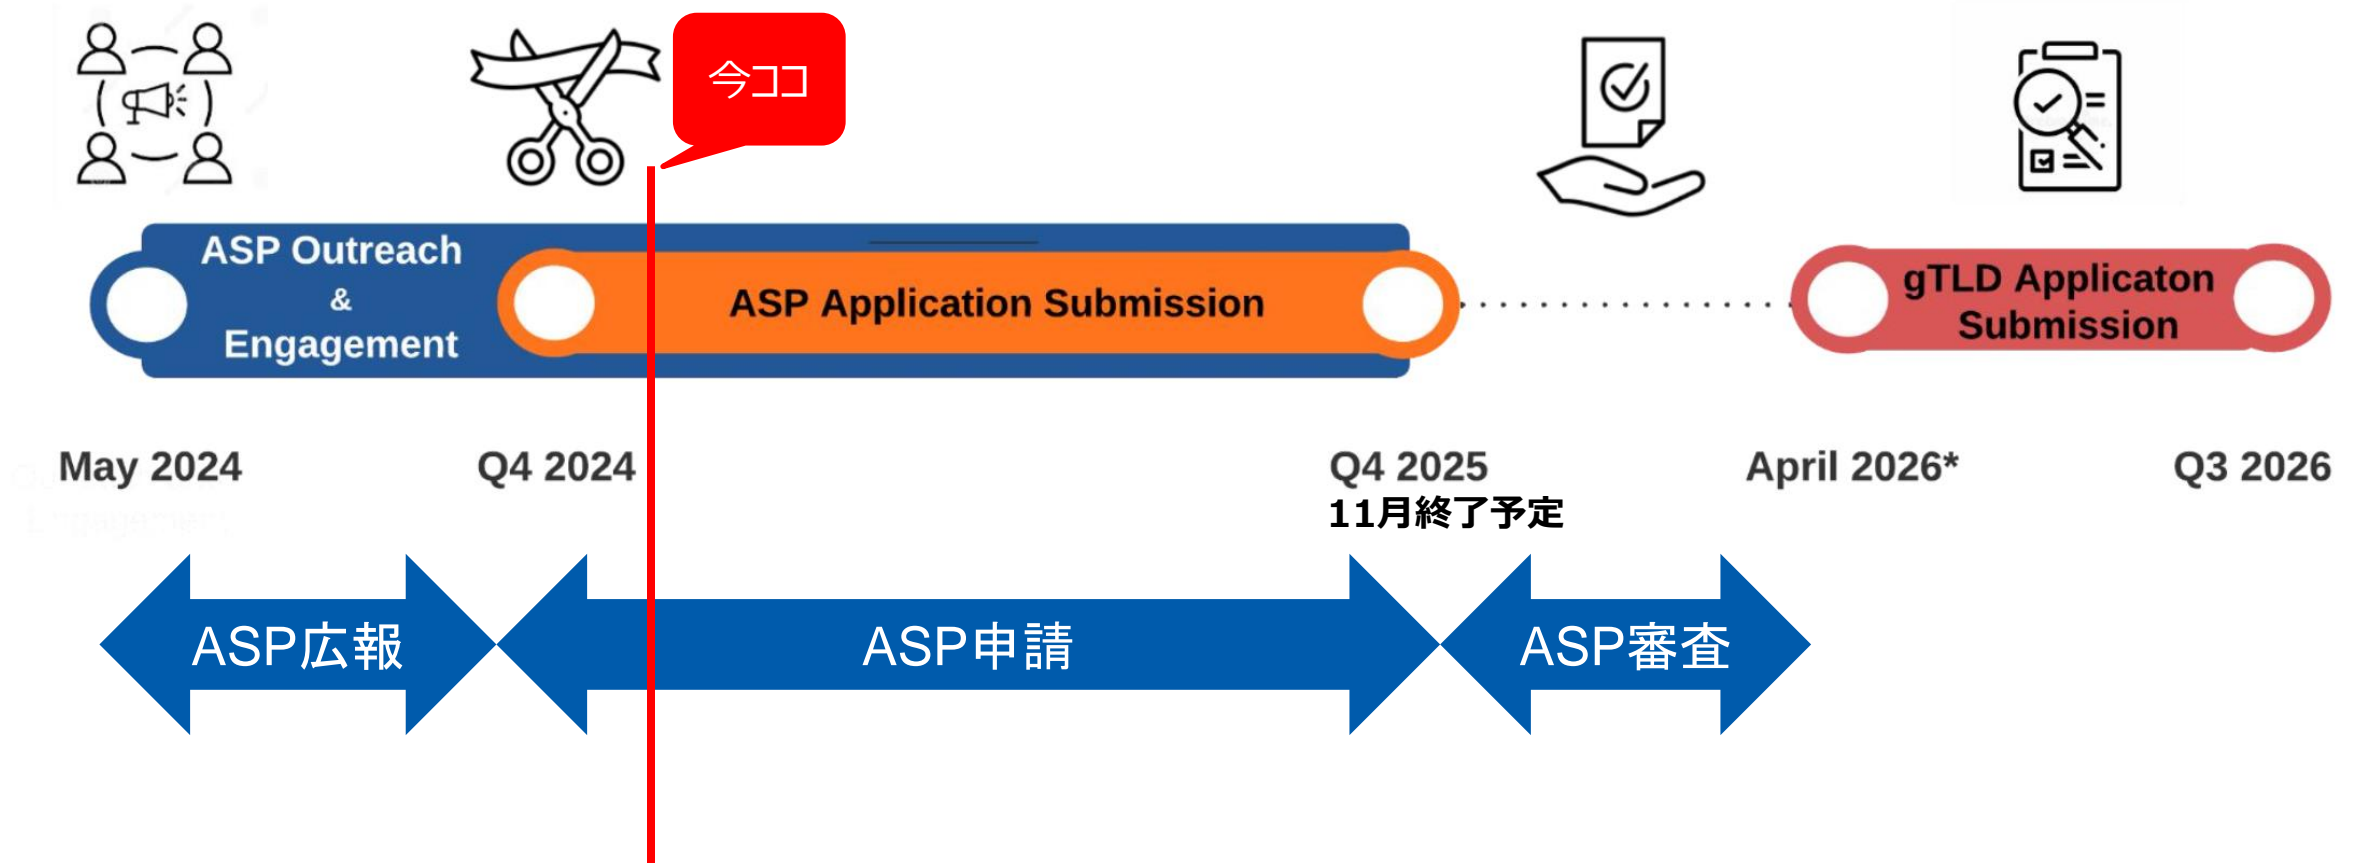 今ココ
ASP Outreach
&
Engagement
ASP Application Submission
gTLD Applicaton
Submission
May 2024
Q4 2024
Q4 2025
11月終了予定
April 2026*
Q3 2026
ASP広報
ASP申請
ASP審査